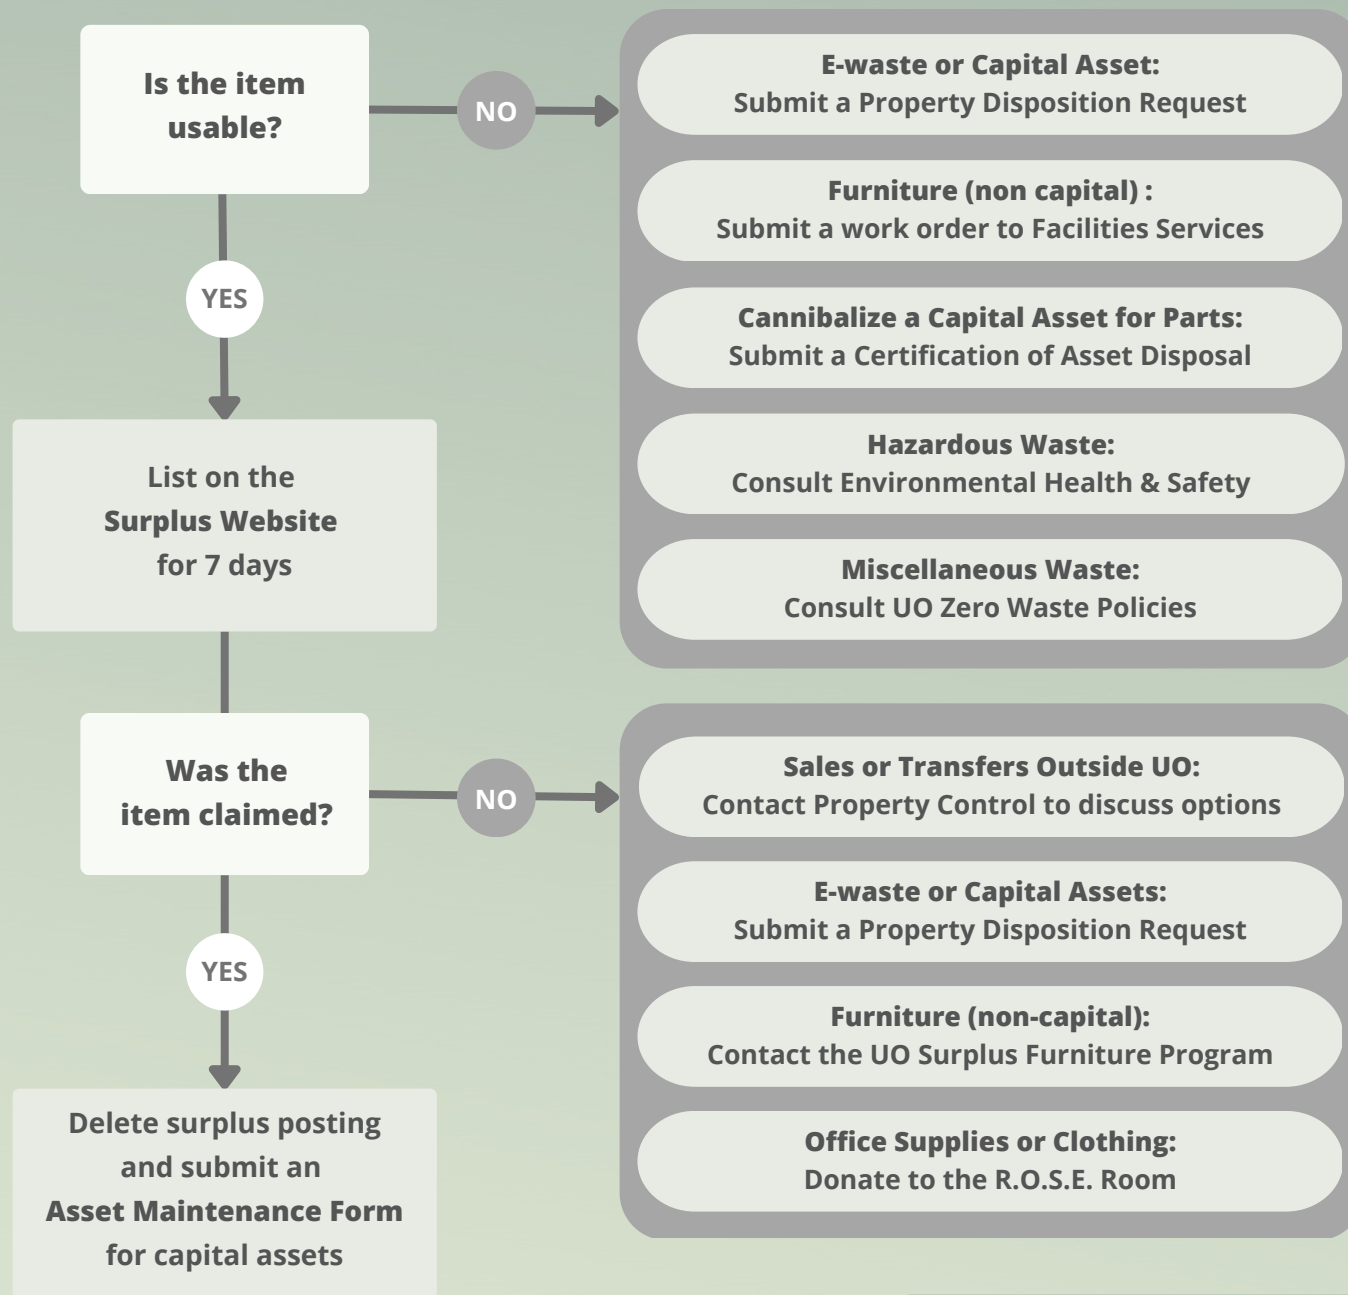 Is the item
usable?
NO
E-waste or Capital Asset:
Submit a Property Disposition Request
Furniture (non capital) :
Submit a work order to Facilities Services
Cannibalize a Capital Asset for Parts:
Submit a Certification of Asset Disposal
Hazardous Waste:
Consult Environmental Health & Safety
Miscellaneous Waste:
Consult UO Zero Waste Policies
YES
List on the
Surplus Website
for 7 days
Was the
item claimed?
NO
Sales or Transfers Outside UO:
Contact Property Control to discuss options
E-waste or Capital Assets:
Submit a Property Disposition Request
Furniture (non-capital):
Contact the UO Surplus Furniture Program
Office Supplies or Clothing:
Donate to the R.O.S.E. Room
YES
Delete surplus posting
and submit an
Asset Maintenance Form
for capital assets